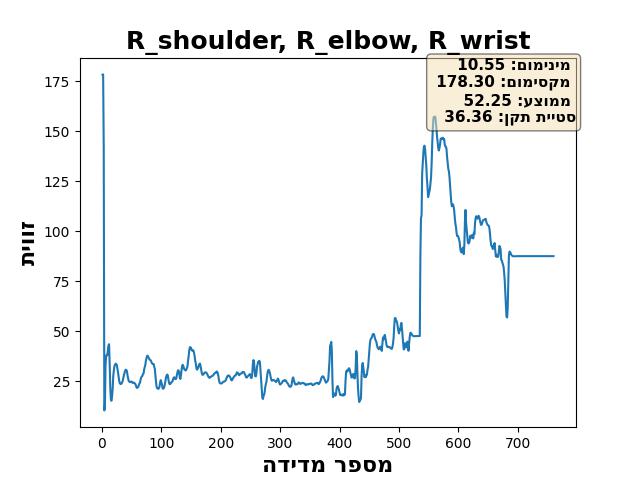 R_shoulder, R_elbow, R_wrist
מינימום: 10.55
מקסימום: 178.30
ממוצע: 52.25
סטיית תקן: 36.36
175
150
125
100
75
50
25
זווית
0 100 200 300 400 500 600 700
מספר מדידה